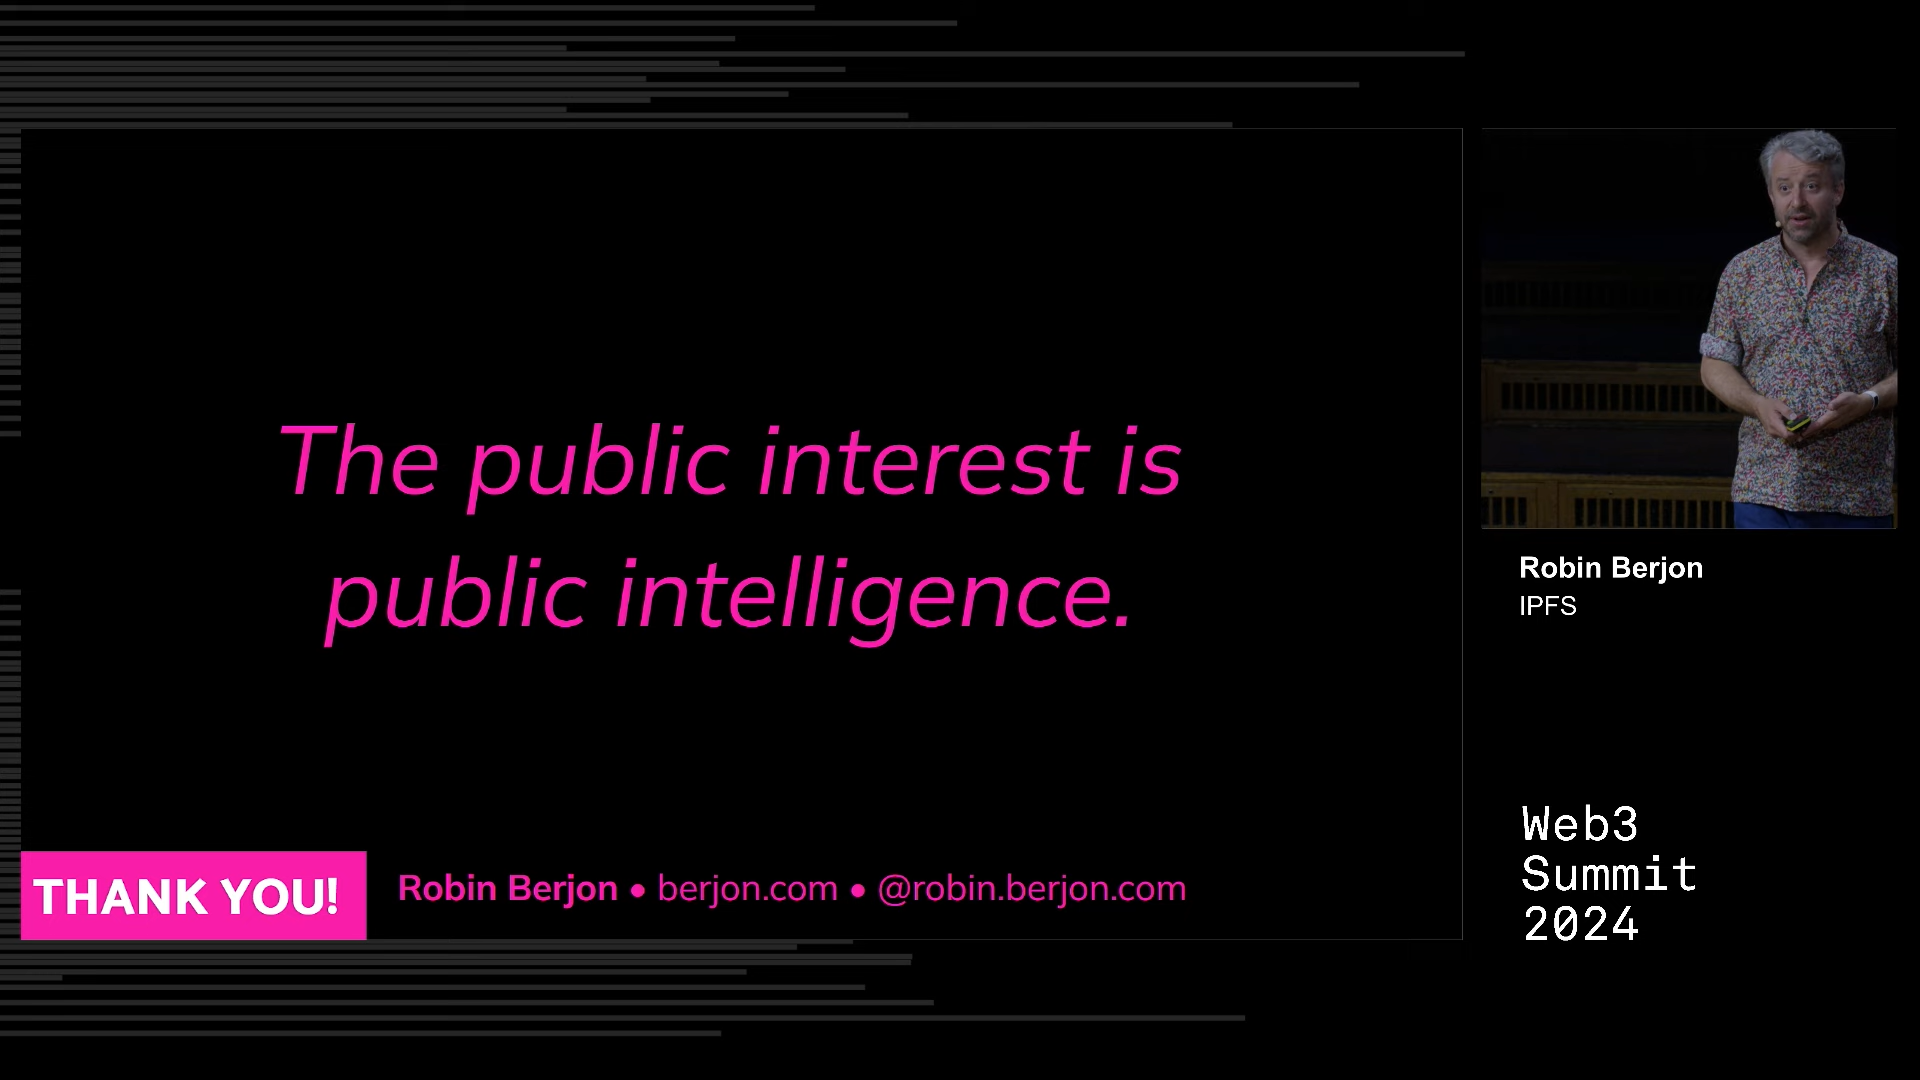 The public interest is
public intelligence.
THANK YOU!
Robin Berjon • berjon.com • @robin.berjon.com
Robin Berjon
IPFS
Web3
Summit
2024